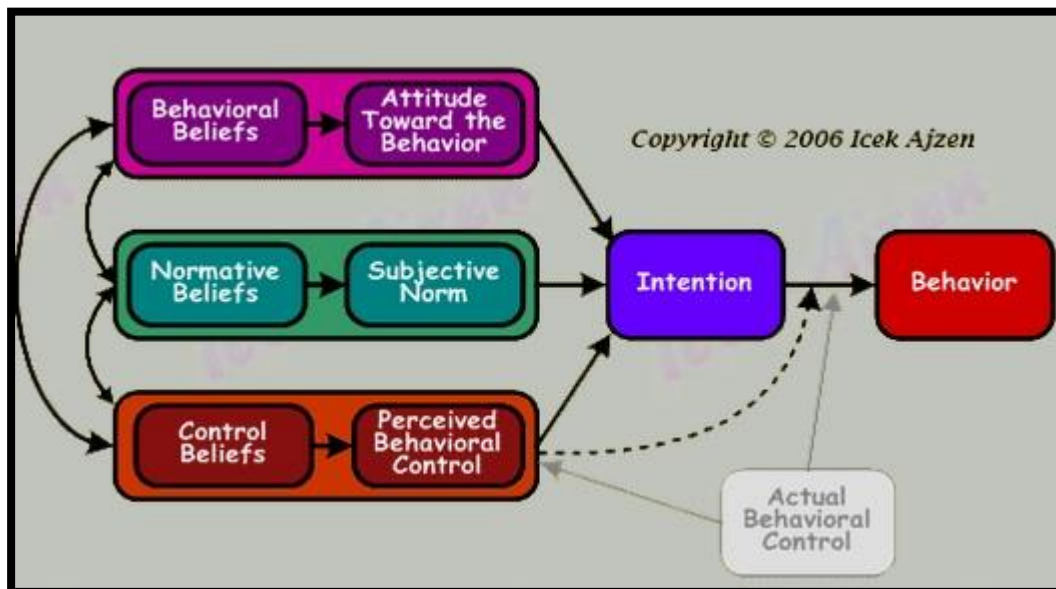 Behavioral
Beliefs
Attitude
Toward the
Behavior
Copyright © 2006 Icek Ajzen
Normative
Beliefs
Subjective
Norm
Intention
Behavior
Control
Beliefs
Perceived
Behavioral
Control
Actual
Behavioral
Control